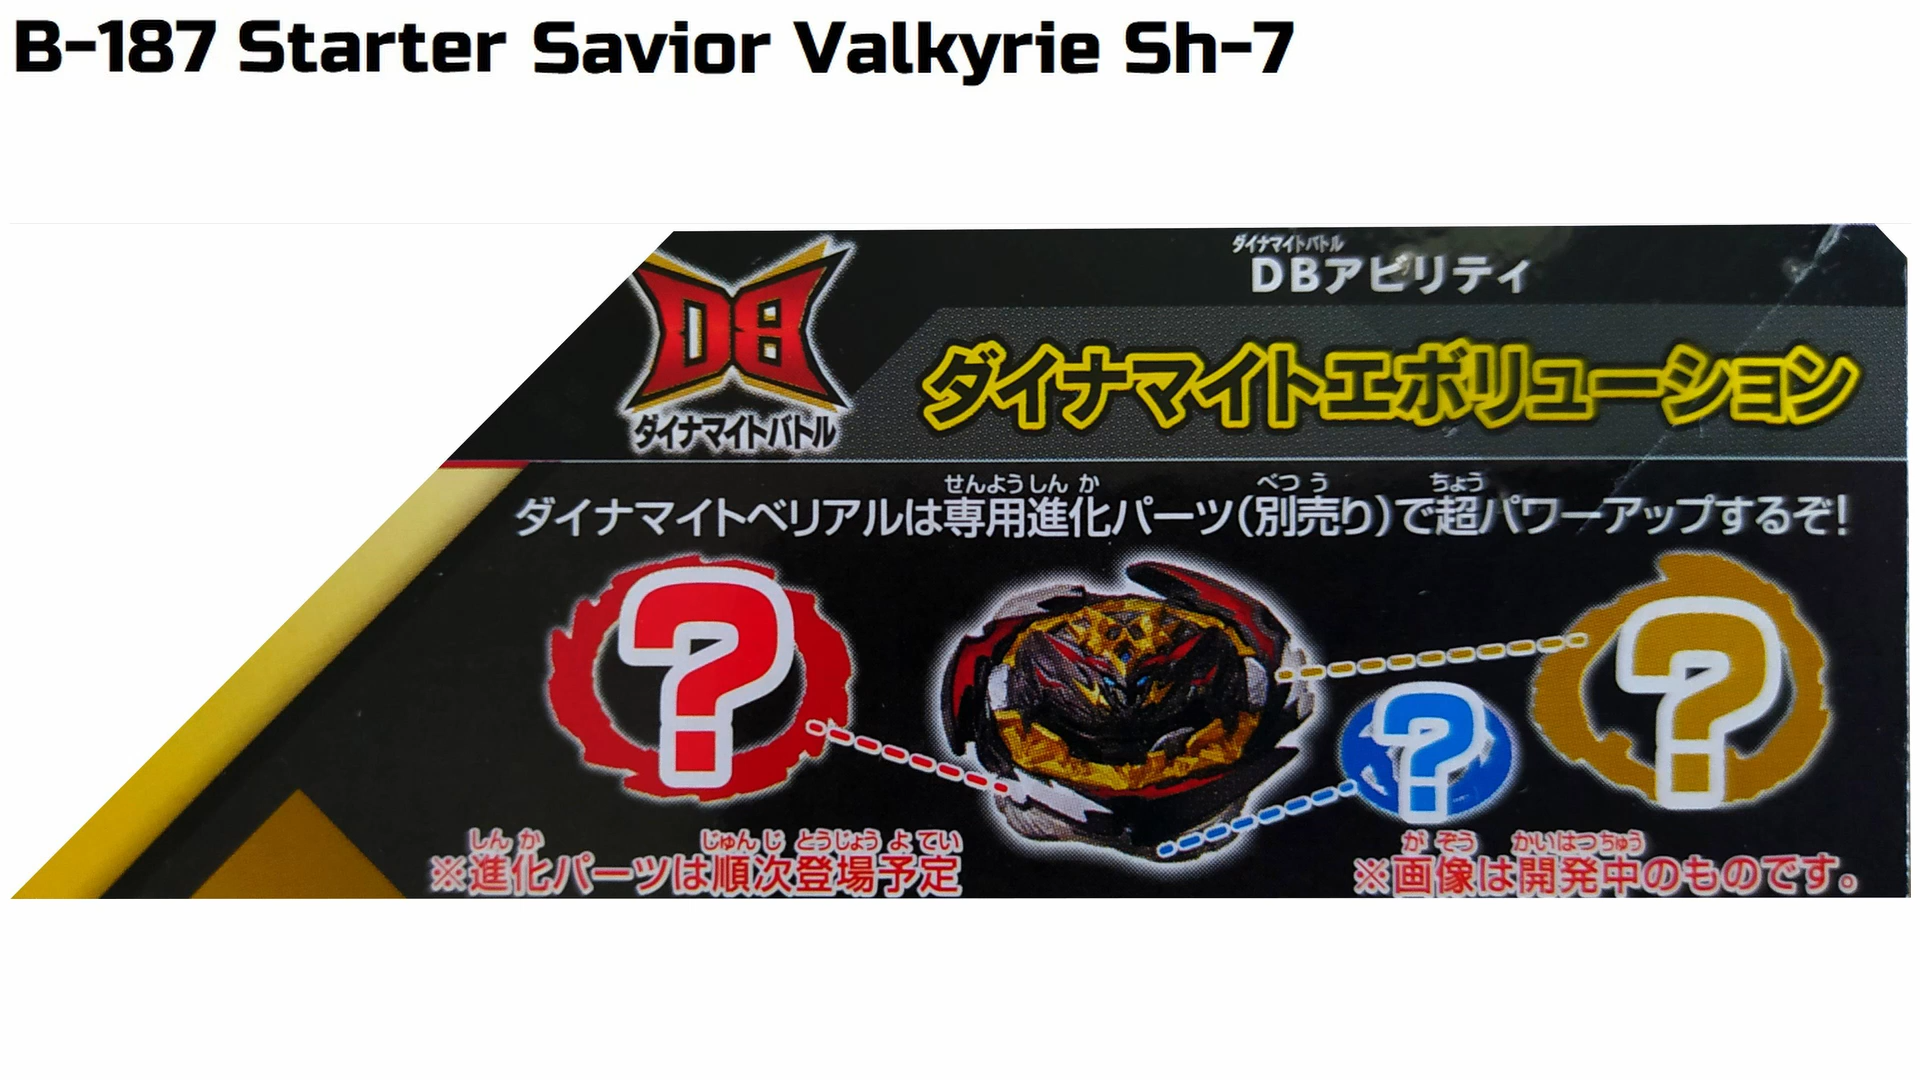 B-187 Starter Savior Valkyrie Sh-7
ダイナマイトバトル
DBアビリティ
DB
ダイナマイトバトル
ダイナマイトエボリューション
せんようしんか べつう ちょう
ダイナマイトベリアルは専用進化パーツ(別売り)で超パワーアップするぞ!
?
?
?
しんか じゅんじ とうじょう よてい
※進化パーツは順次登場予定
がぞう かいはつちゅう
※画像は開発中のものです。